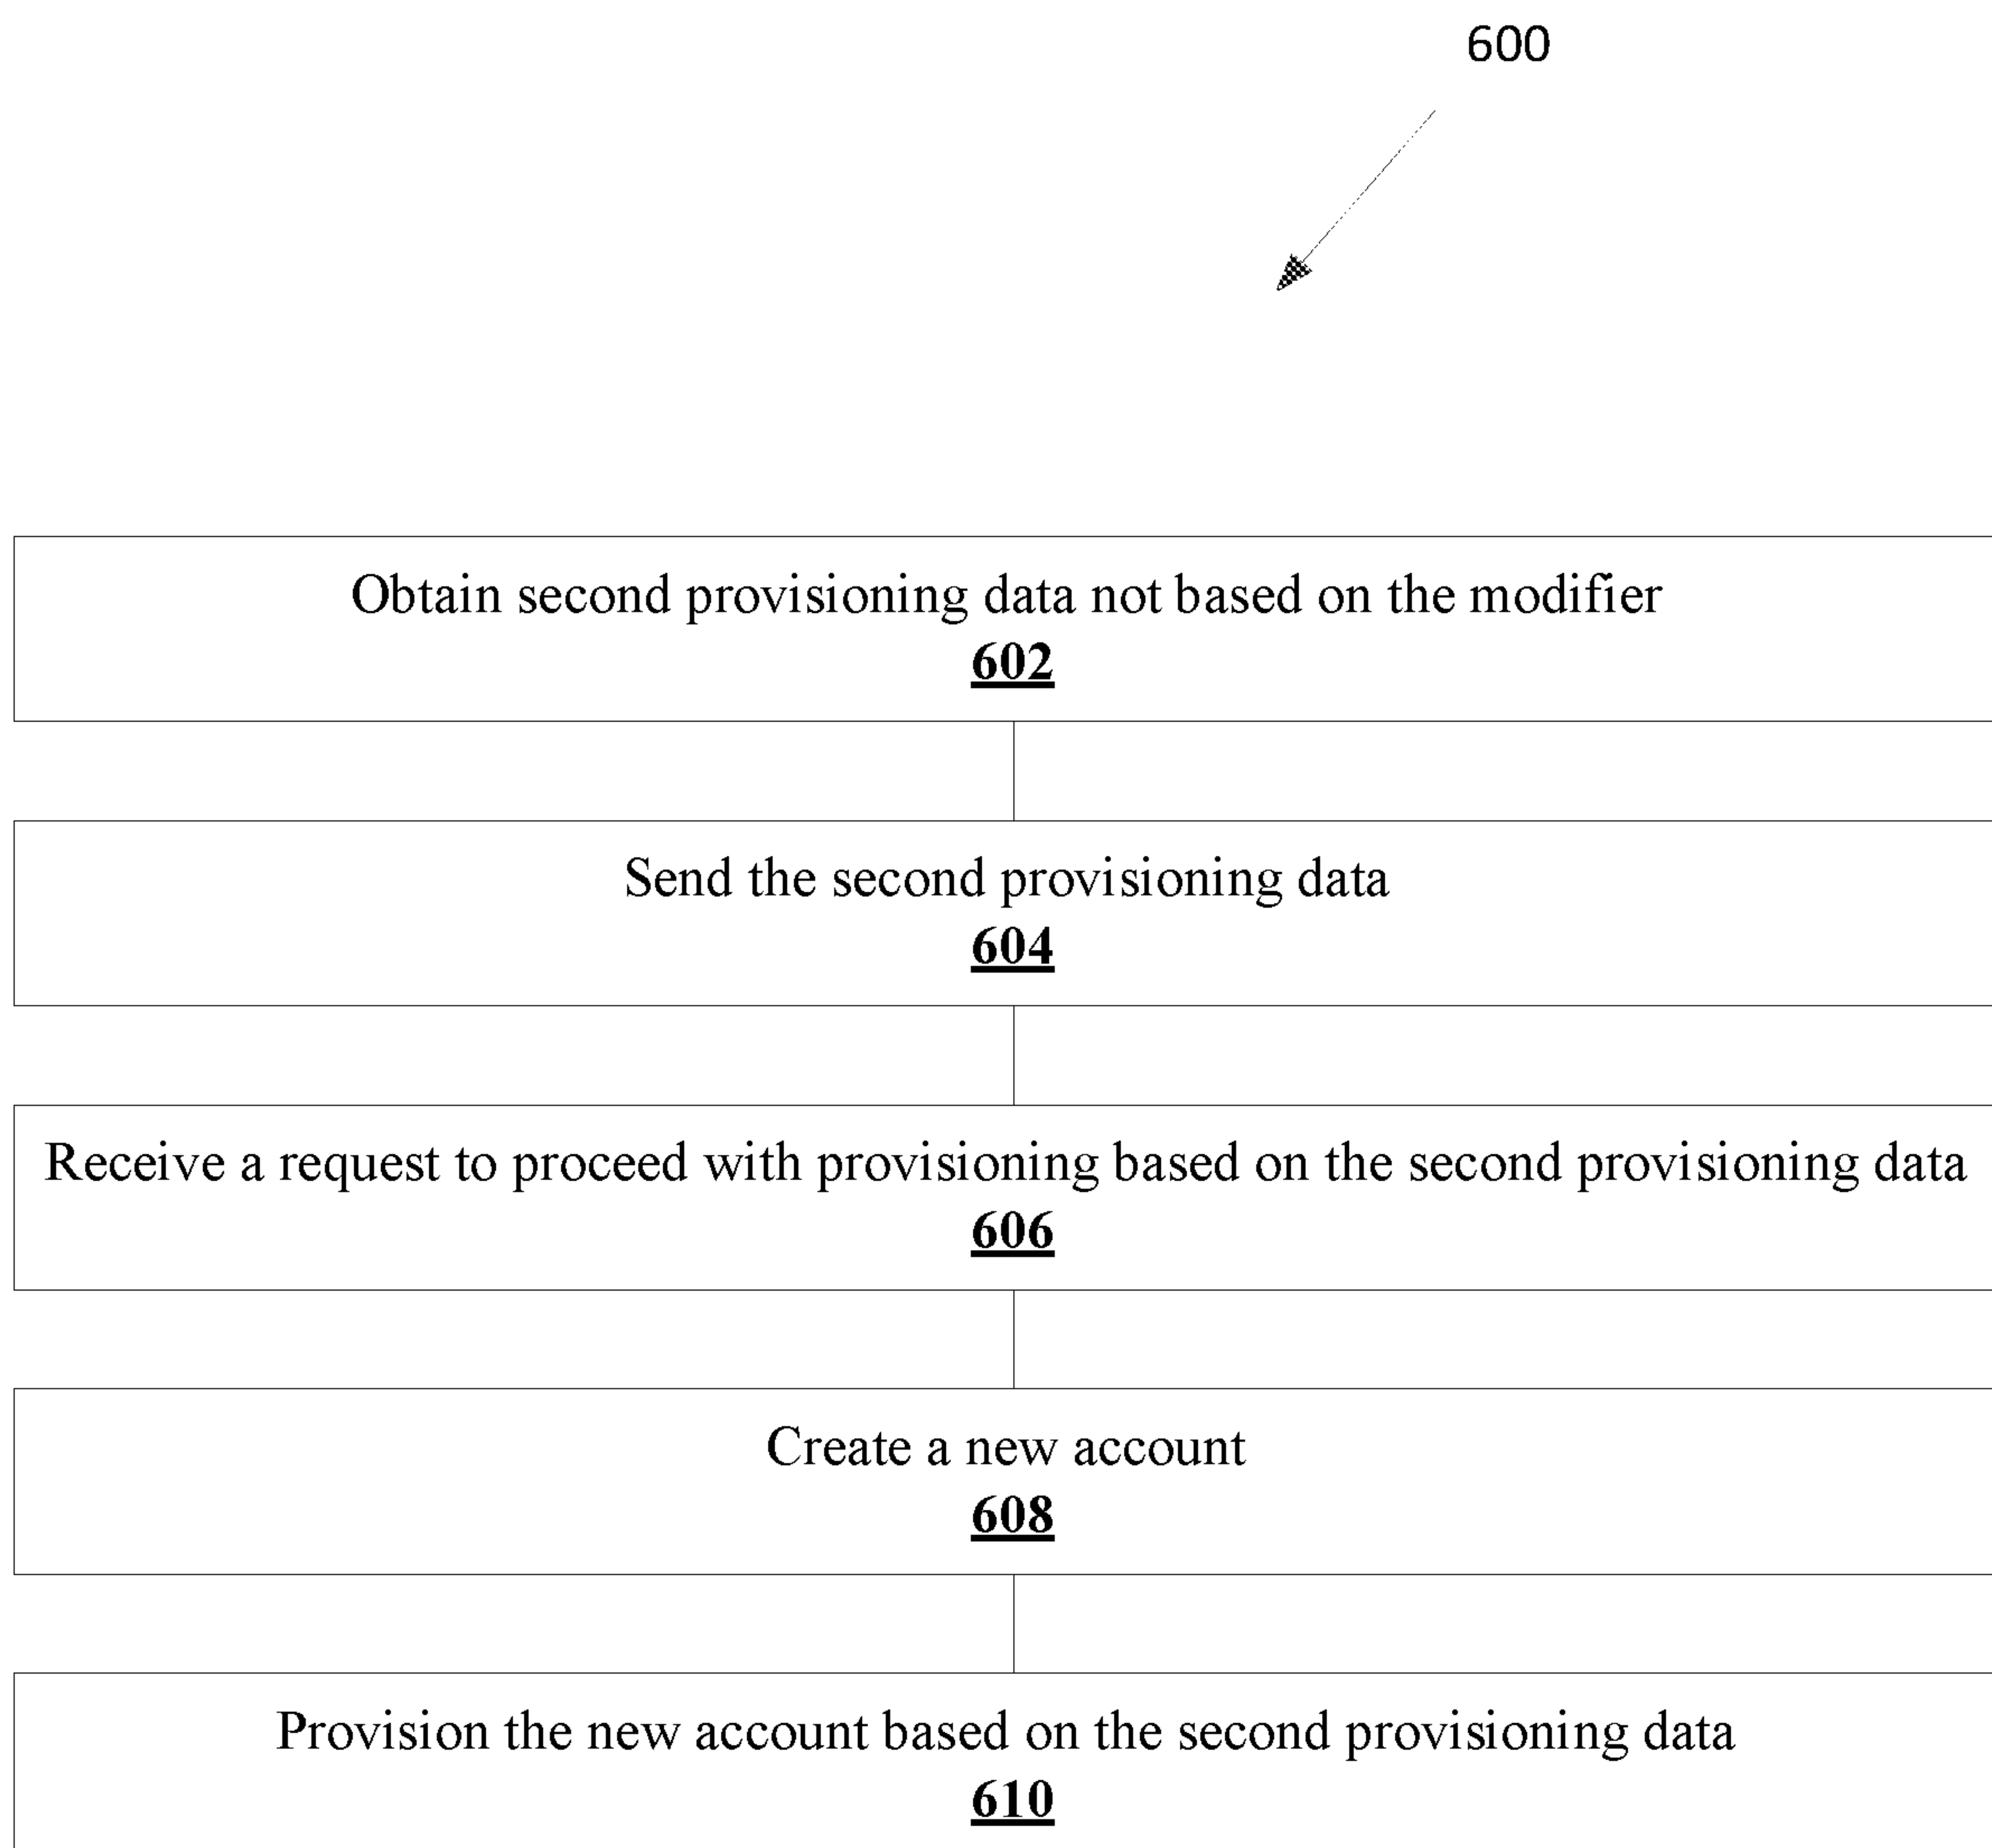 600
Obtain second provisioning data not based on the modifier
602
Send the second provisioning data
604
Receive a request to proceed with provisioning based on the second provisioning data
606
Create a new account
608
Provision the new account based on the second provisioning data
610